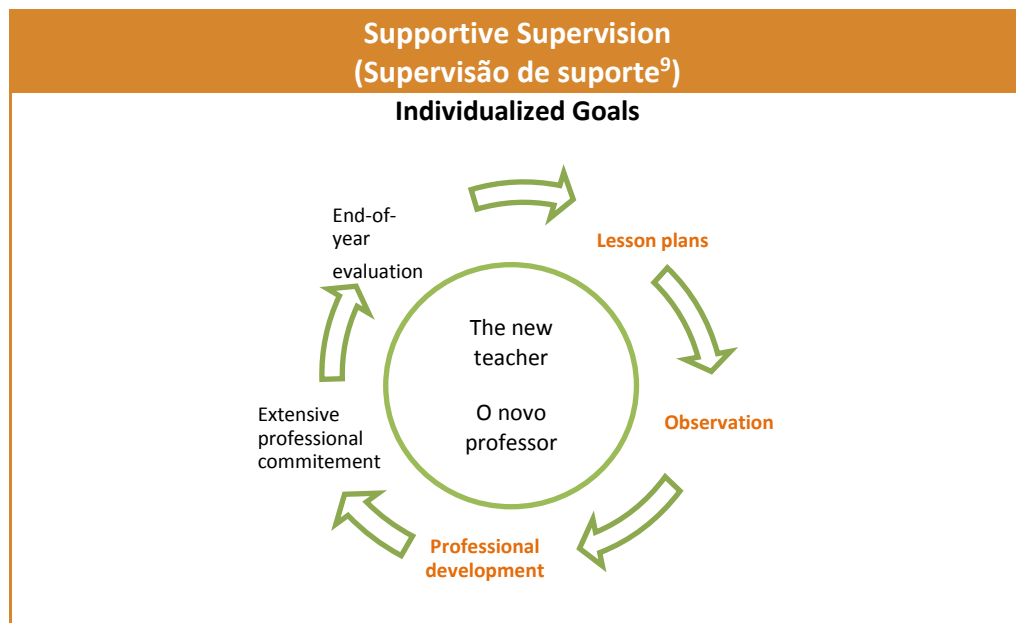 Supportive Supervision
(Supervisão de suporte⁹)
Individualized Goals
End-of-
year
evaluation
Lesson plans
The new
teacher
O novo
professor
Observation
Extensive
professional
commitement
Professional
development